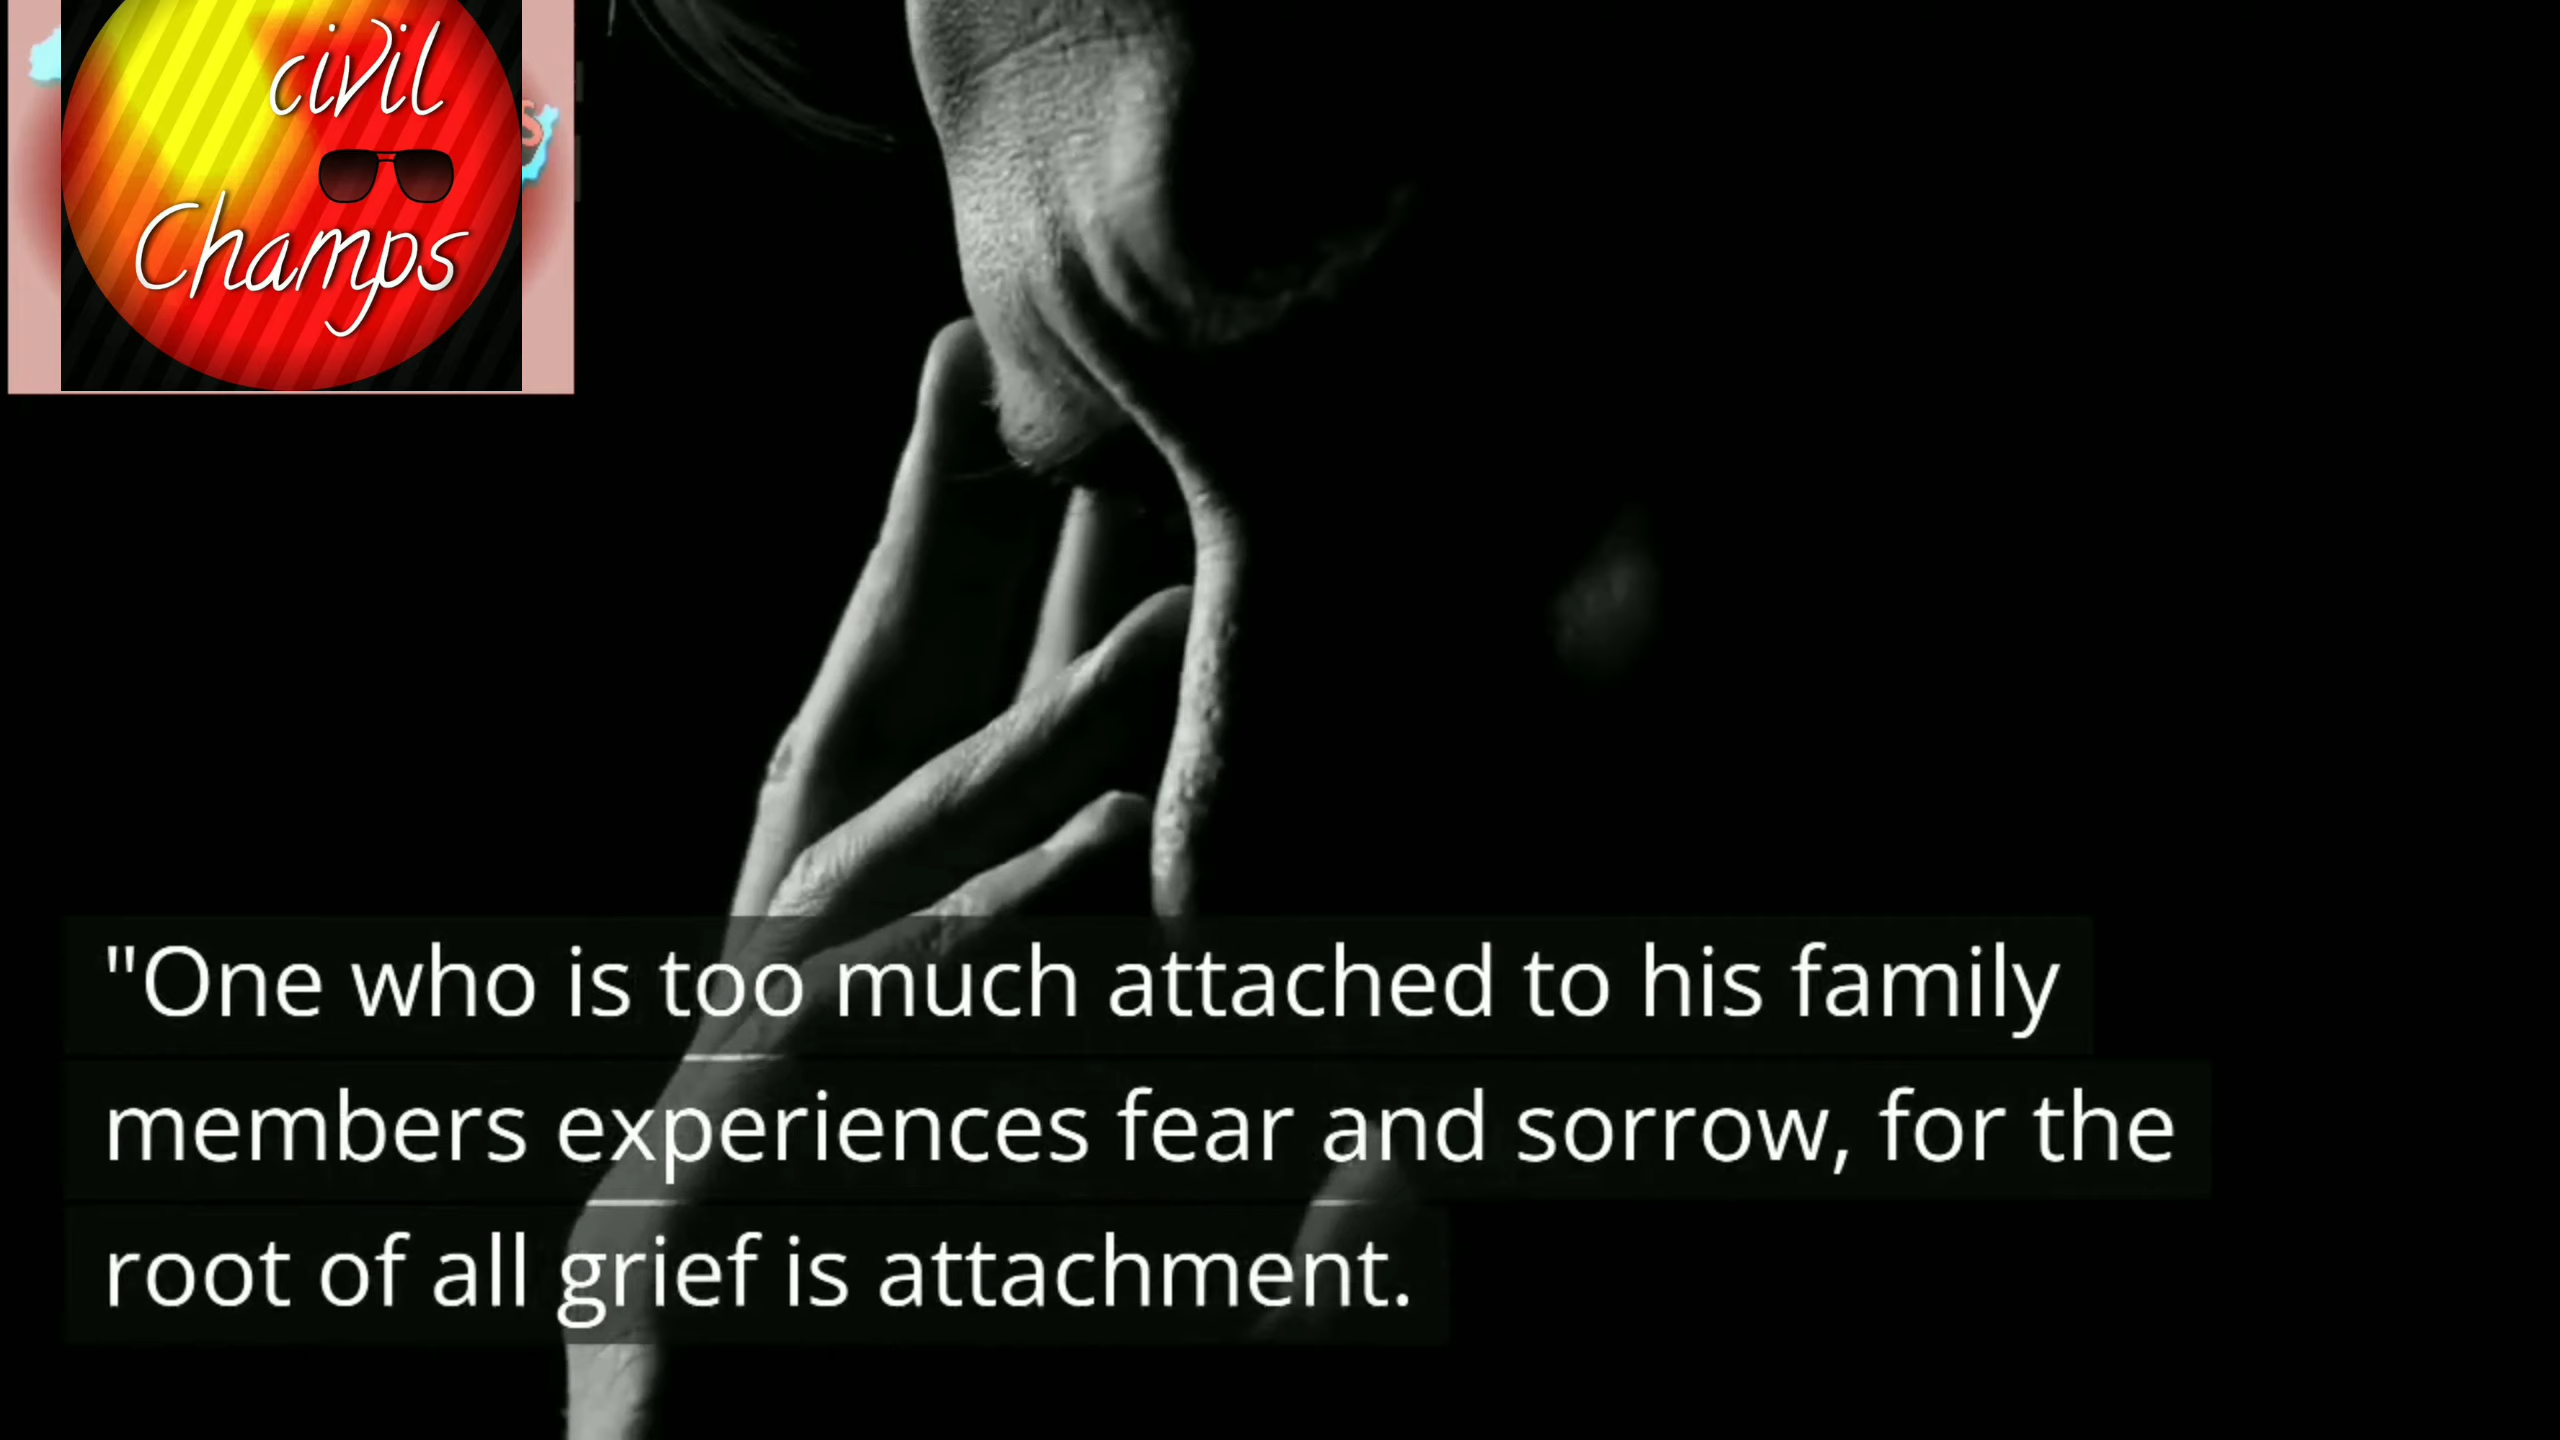 civil
Champs
s
"One who is too much attached to his family
members experiences fear and sorrow, for the
root of all grief is attachment.